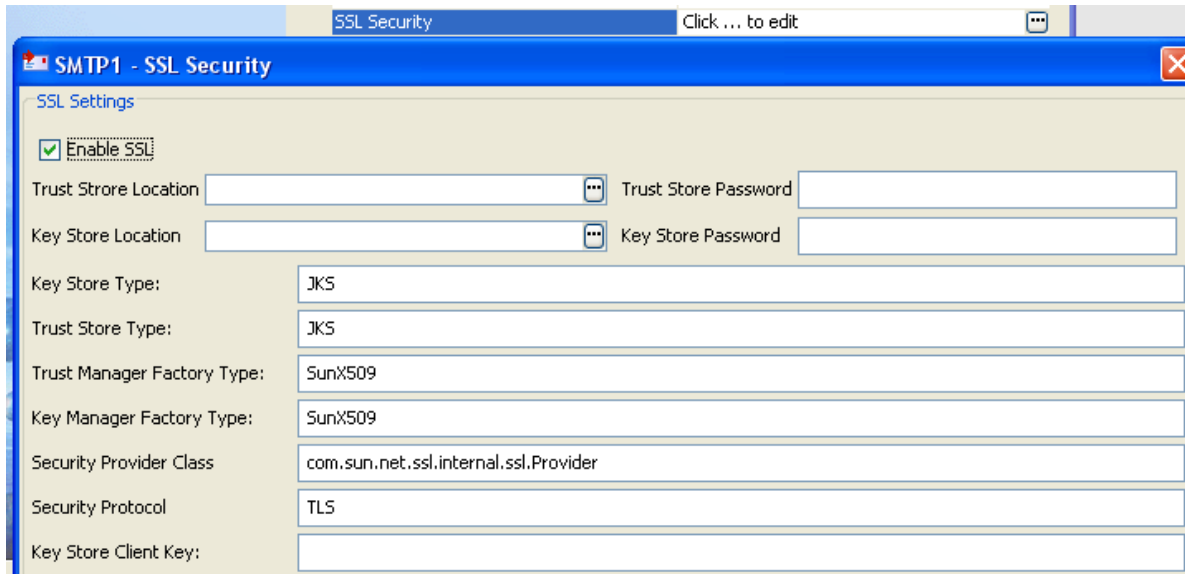 SSL Security Click ... to edit ...
SMTP1 - SSL Security
SSL Settings
Enable SSL
Trust Strore Location ... Trust Store Password
Key Store Location ... Key Store Password
Key Store Type: JKS
Trust Store Type: JKS
Trust Manager Factory Type: SunX509
Key Manager Factory Type: SunX509
Security Provider Class com.sun.net.ssl.internal.ssl.Provider
Security Protocol TLS
Key Store Client Key: